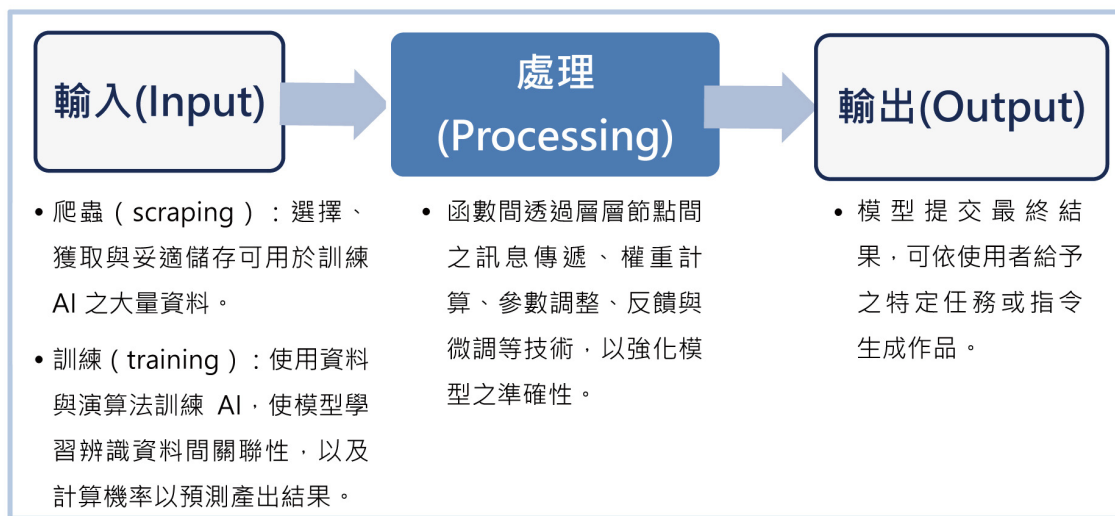 輸入(Input)
處理
(Processing)
輸出(Output)
• 爬蟲（scraping）：選擇、
獲取與妥適儲存可用於訓練
AI 之大量資料。
• 訓練（training）：使用資料
與演算法訓練 AI，使模型學
習辨識資料間關聯性，以及
計算機率以預測產出結果。
• 函數間透過層層節點間
之訊息傳遞、權重計
算、參數調整、反饋與
微調等技術，以強化模
型之準確性。
• 模型提交最終結
果，可依使用者給予
之特定任務或指令
生成作品。